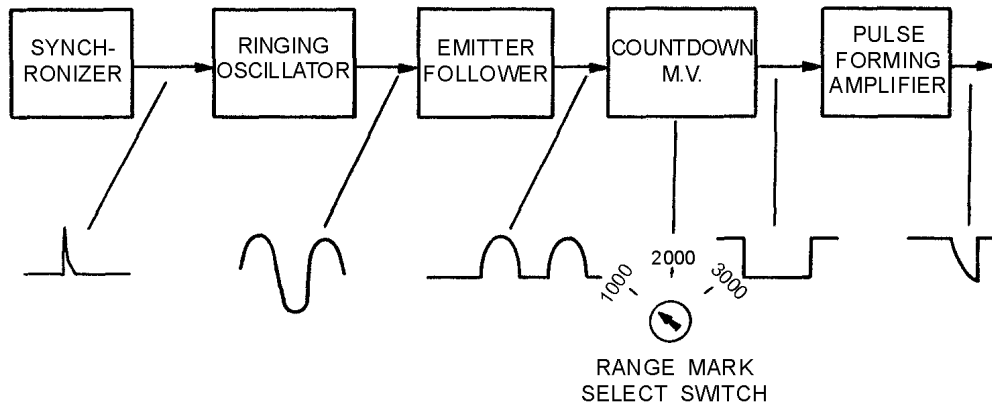 SYNCH-
RONIZER
RINGING
OSCILLATOR
EMITTER
FOLLOWER
COUNTDOWN
M.V.
PULSE
FORMING
AMPLIFIER
1000
2000
3000
RANGE MARK
SELECT SWITCH